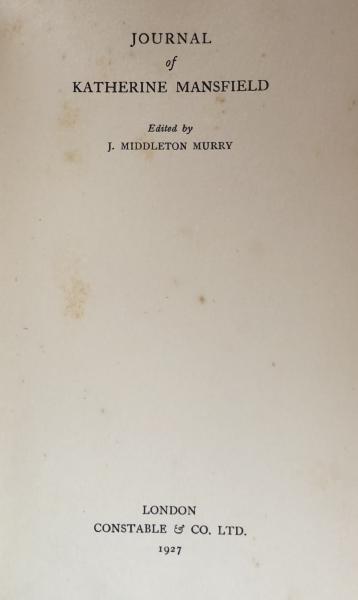 JOURNAL
of
KATHERINE MANSFIELD
Edited by
J. MIDDLETON MURRY
LONDON
CONSTABLE & CO. LTD.
1927